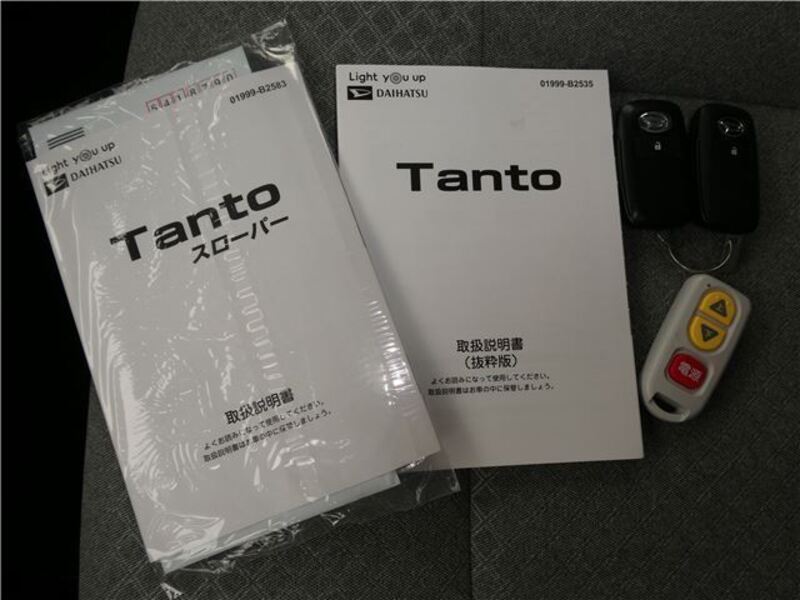 5418790
01999-B2583
Light you up
DAIHATSU
Tanto
スローパー
取扱説明書
よくお読みになって使用してください。
取扱説明書はお車の中に保管しましょう。
Light you up
DAIHATSU
01999-B2535
Tanto
取扱説明書
(抜粋版)
よくお読みになって使用してください。
取扱説明書はお車の中に保管しましょう。
電源